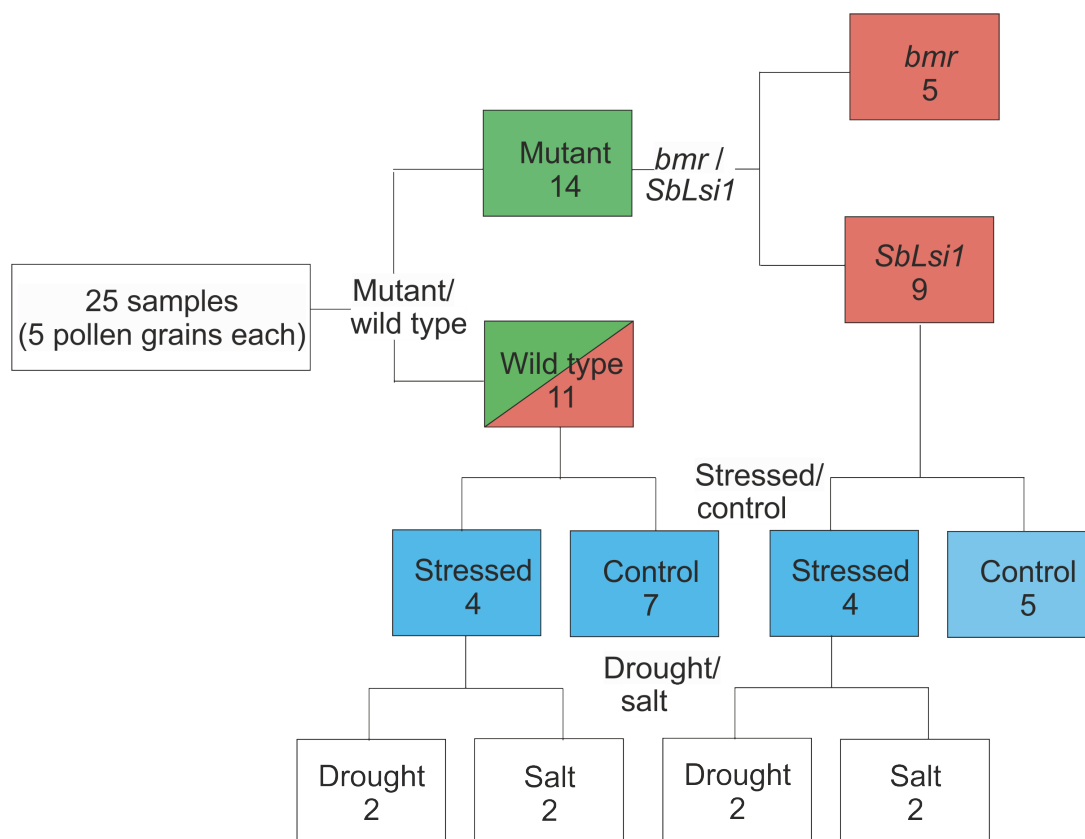 bmr
5
Mutant
14
bmr /
SbLsi1
SbLsi1
9
25 samples
(5 pollen grains each)
Mutant/
wild type
Wild type
11
Stressed/
control
Stressed
4
Control
7
Stressed
4
Control
5
Drought/
salt
Drought
2
Salt
2
Drought
2
Salt
2